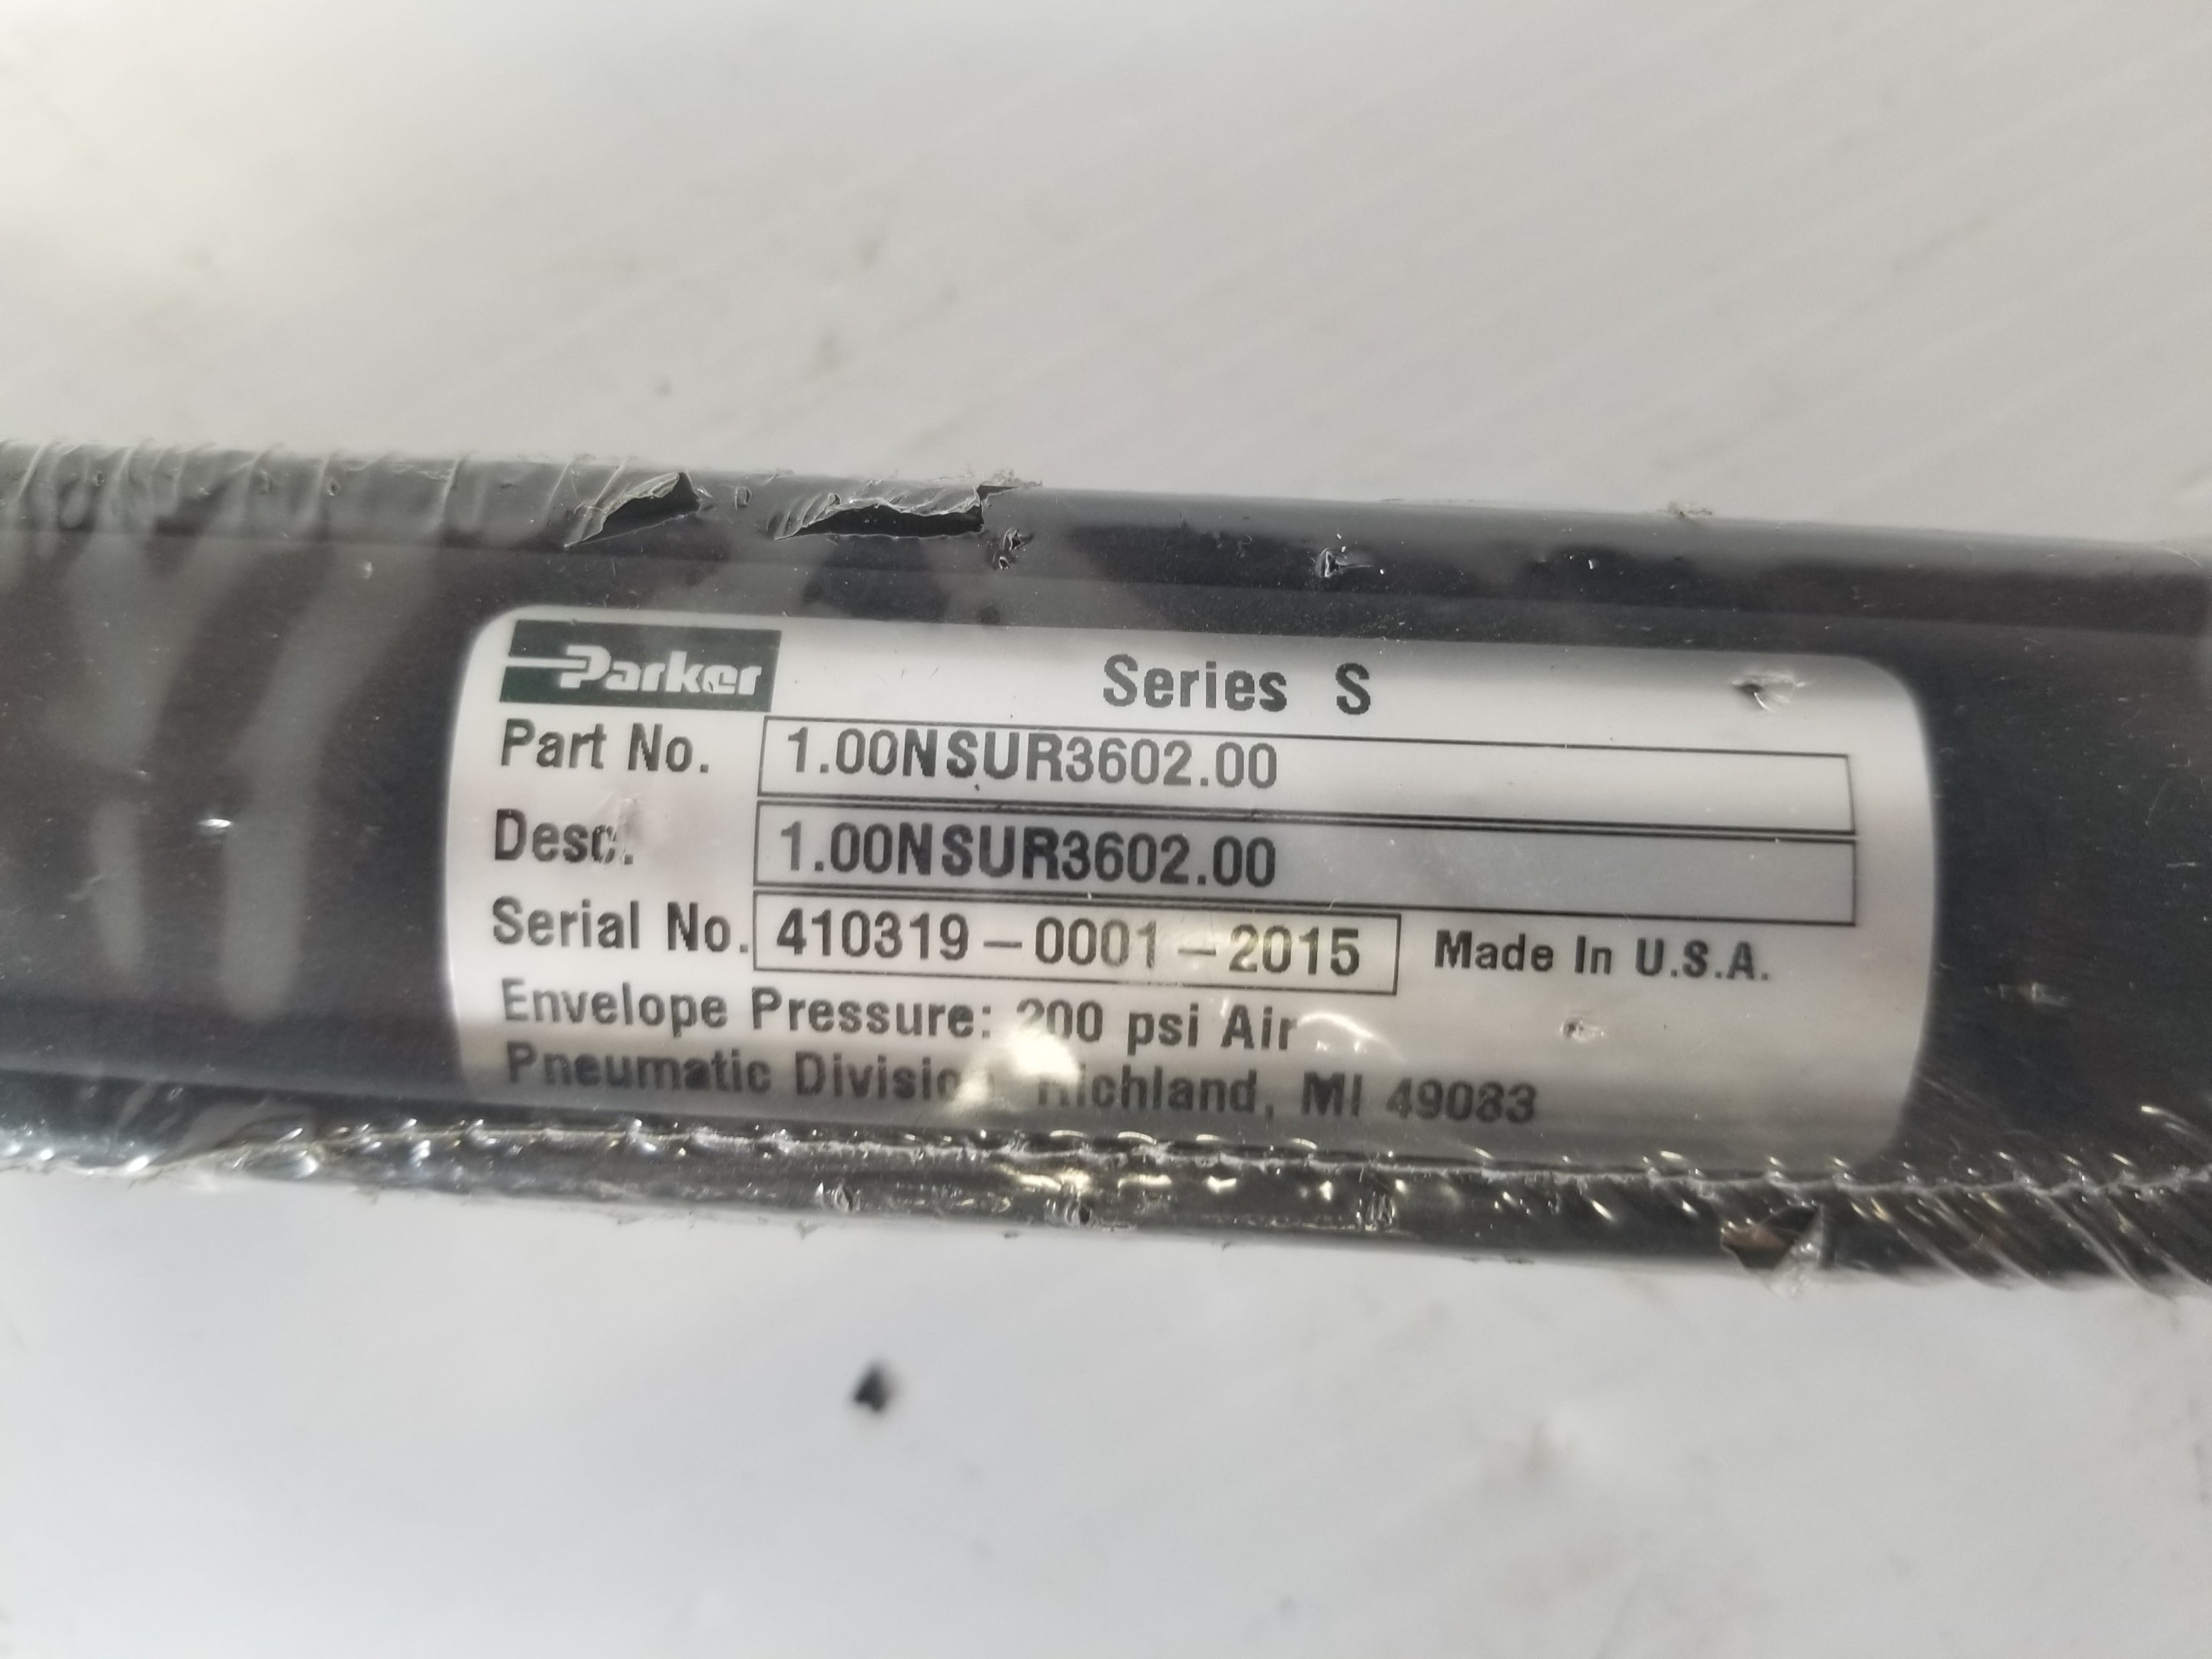 Parker Series S
Part No. 1.00NSUR3602.00
Desc. 1.00NSUR3602.00
Serial No. 410319-0001-2015 Made In U.S.A.
Envelope Pressure: 200 psi Air
Pneumatic Division, Richland, MI 49083